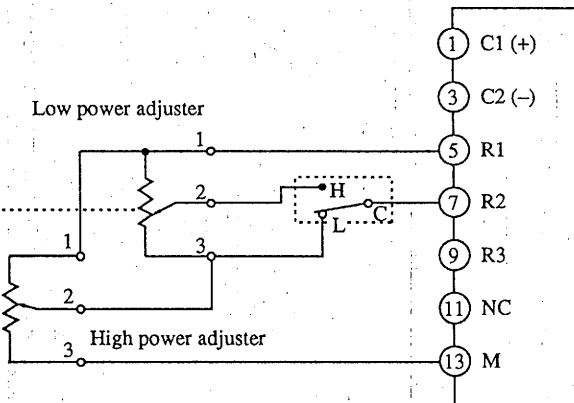 1 C1 (+)
3 C2 (–)
Low power adjuster
1
5 R1
2
H
C
7 R2
L
3
1
9 R3
2
11 NC
High power adjuster
3
13 M